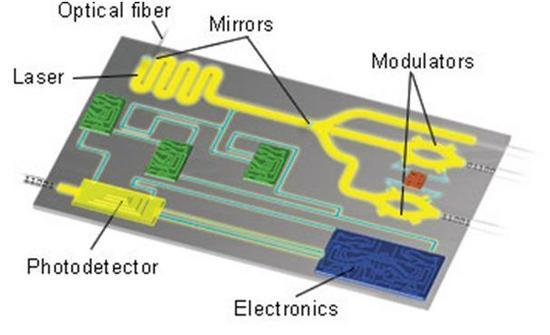 Optical fiber
Mirrors
Laser
Modulators
Photodetector
Electronics